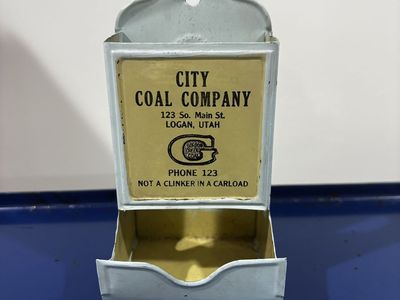 CITY
COAL COMPANY
123 So. Main St.
LOGAN, UTAH
PHONE 123
NOT A CLINKER IN A CARLOAD